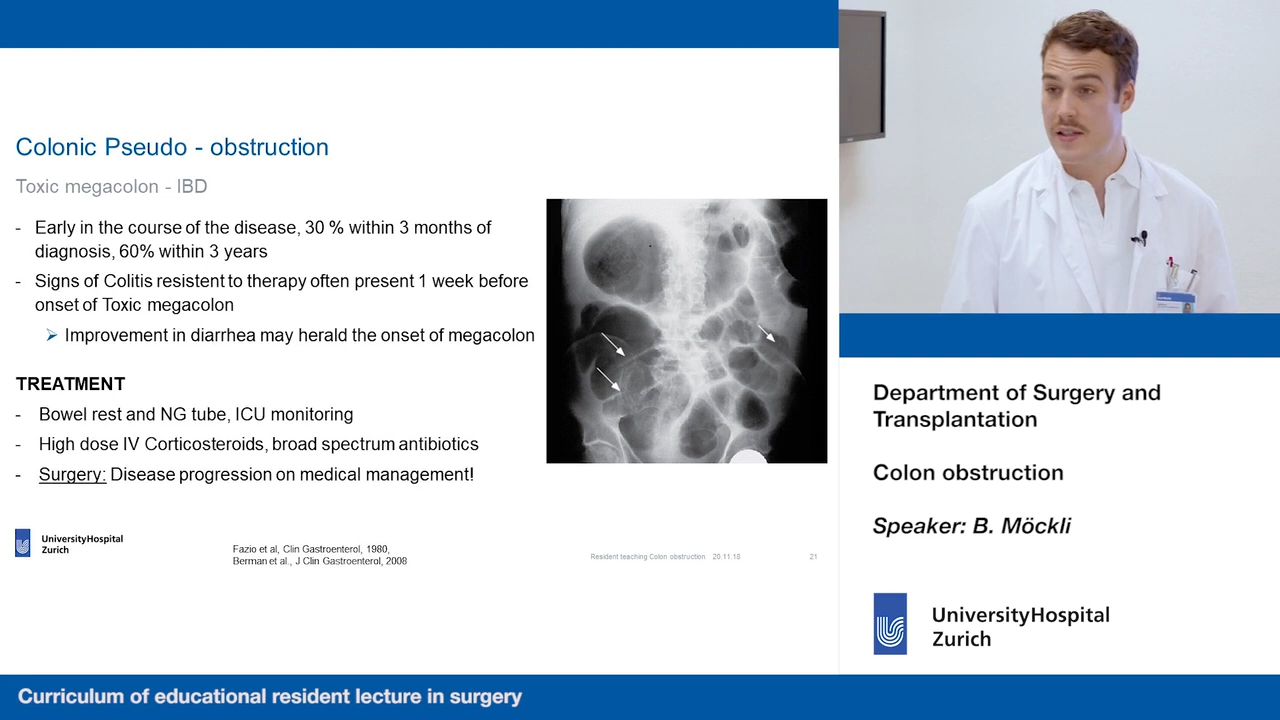 Colonic Pseudo - obstruction
Toxic megacolon - IBD
- Early in the course of the disease, 30 % within 3 months of
diagnosis, 60% within 3 years
- Signs of Colitis resistent to therapy often present 1 week before
onset of Toxic megacolon
➢ Improvement in diarrhea may herald the onset of megacolon
TREATMENT
- Bowel rest and NG tube, ICU monitoring
- High dose IV Corticosteroids, broad spectrum antibiotics
- Surgery: Disease progression on medical management!
UniversityHospital
Zurich
Fazio et al, Clin Gastroenterol, 1980,
Berman et al., J Clin Gastroenterol, 2008
Resident teaching Colon obstruction 20.11.18 21
Department of Surgery and
Transplantation
Colon obstruction
Speaker: B. Möckli
UniversityHospital
Zurich
Curriculum of educational resident lecture in surgery